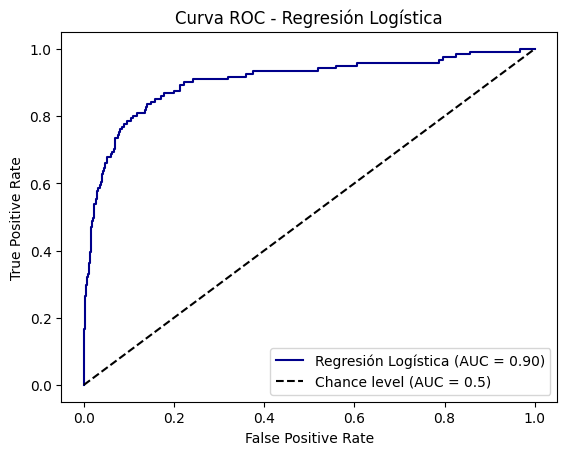 Curva ROC - Regresión Logística
True Positive Rate
1.0
0.8
0.6
0.4
0.2
0.0
Regresión Logística (AUC = 0.90)
Chance level (AUC = 0.5)
0.0 0.2 0.4 0.6 0.8 1.0
False Positive Rate